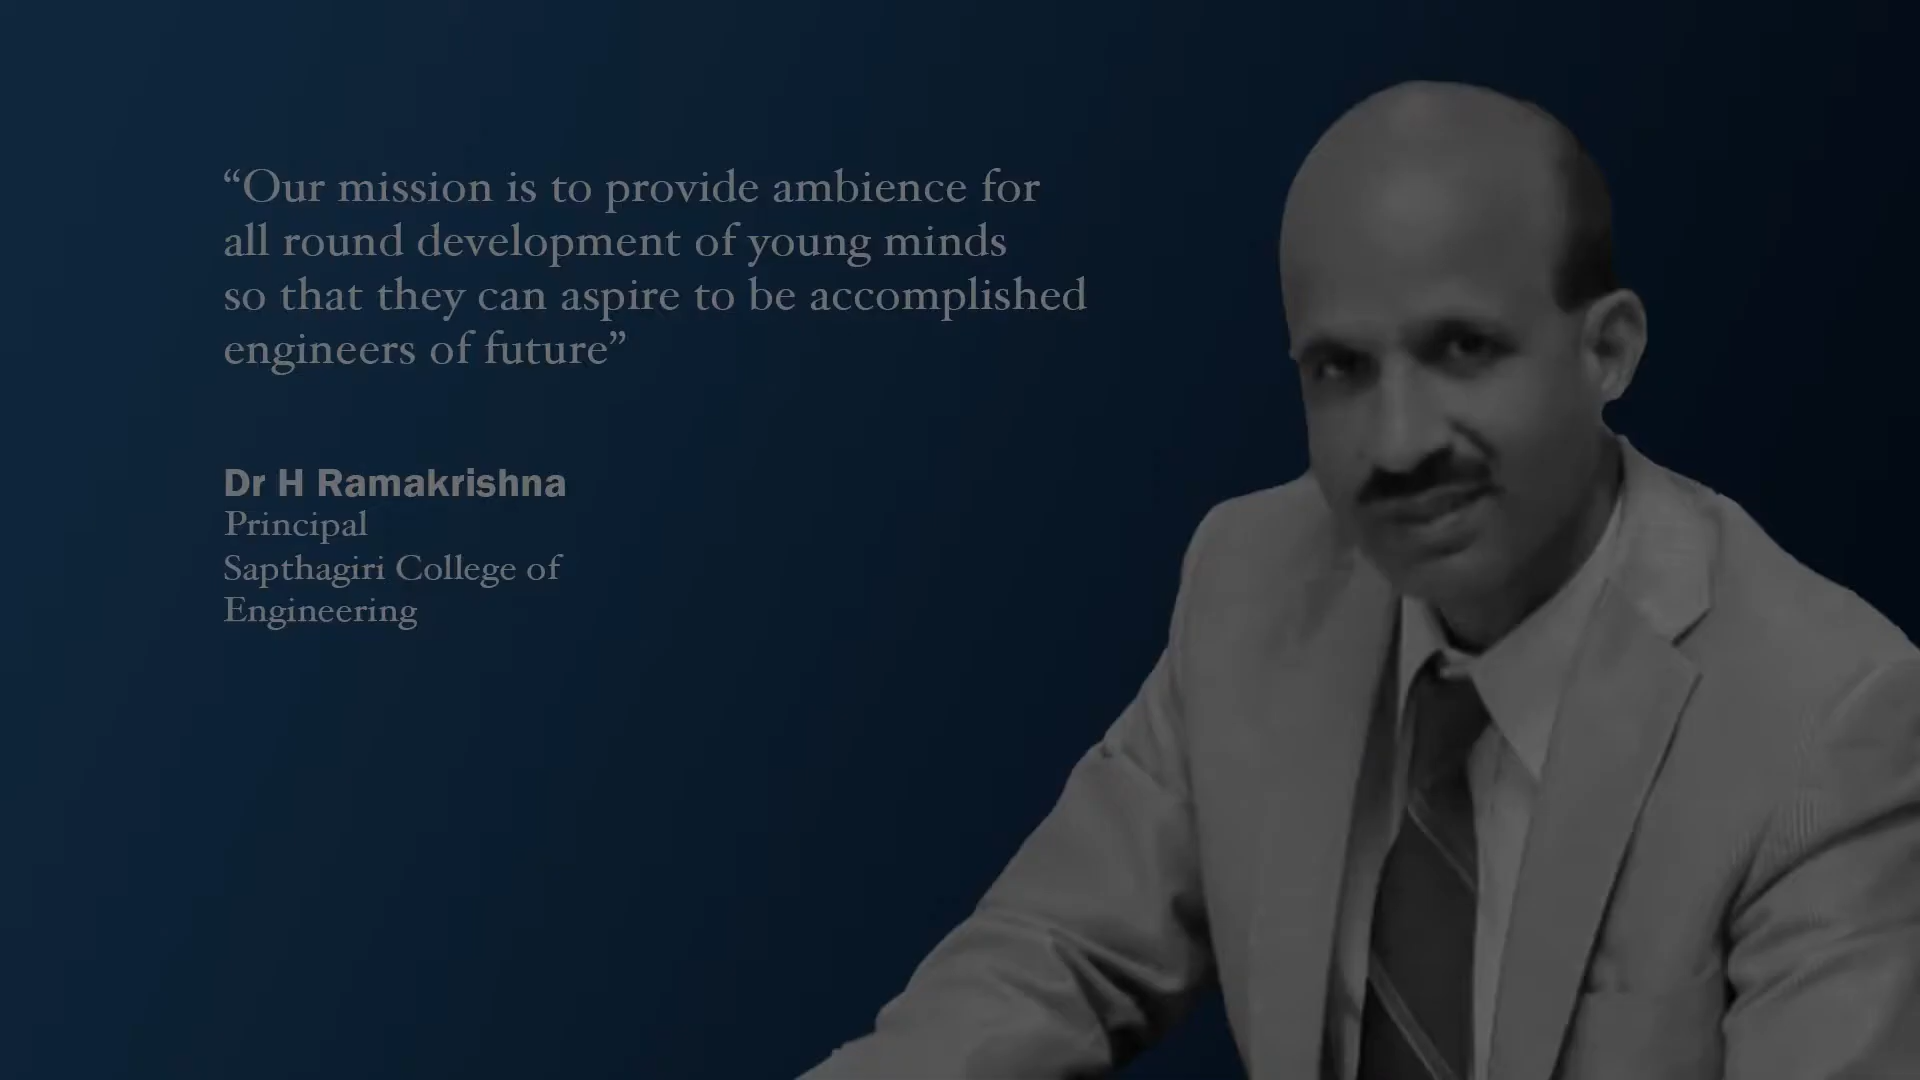 “Our mission is to provide ambience for
all round development of young minds
so that they can aspire to be accomplished
engineers of future”
Dr H Ramakrishna
Principal
Sapthagiri College of
Engineering